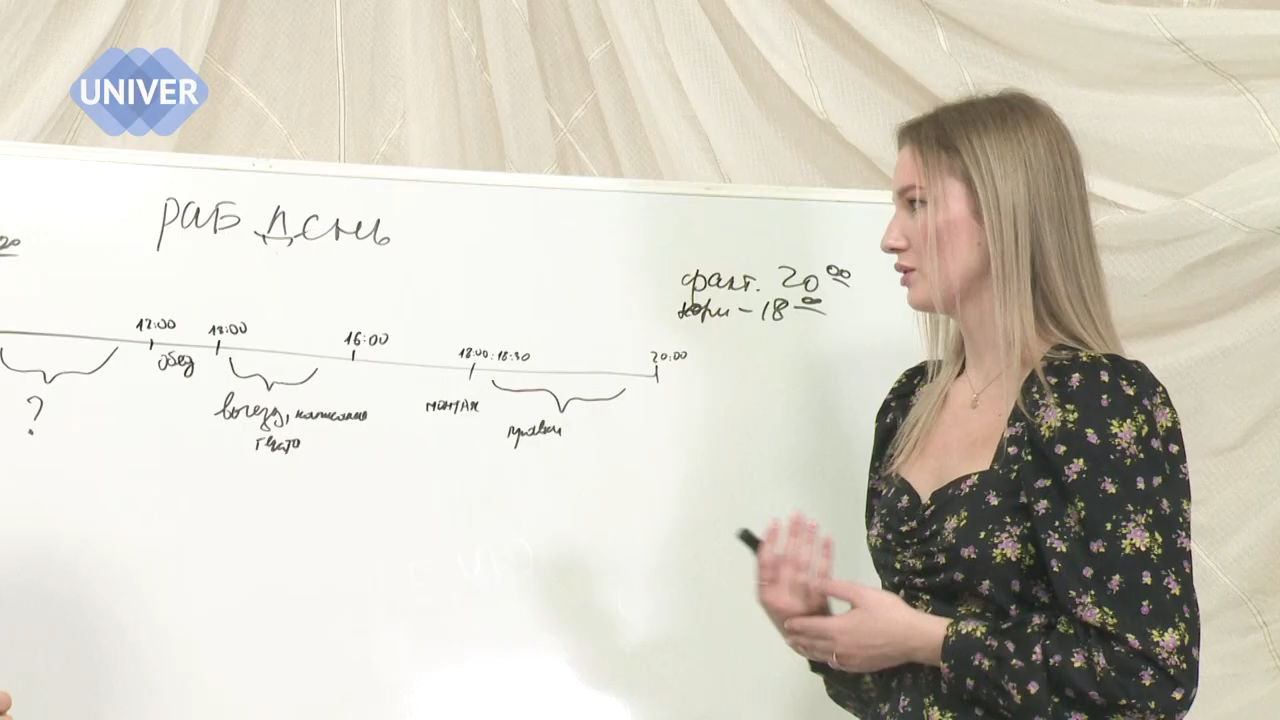 UNIVER
раб день
факт. 20 00
норм - 18 00
12:00 13:00 16:00 18:00 : 18:30 20:00
обед
? выезд, написание монтаж правки